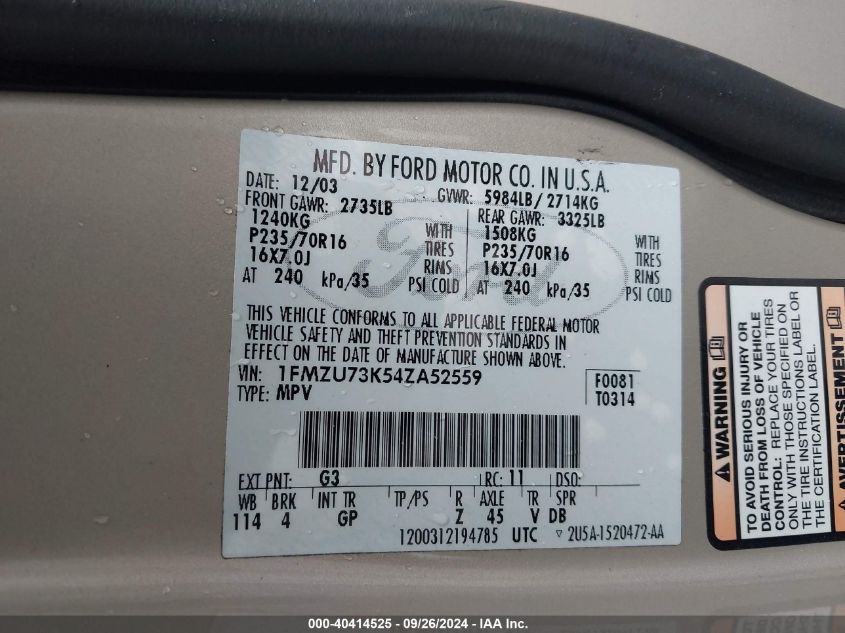 MFD. BY FORD MOTOR CO. IN U.S.A.
DATE: 12/03 GVWR: 5984LB/2714KG
FRONT GAWR: 2735LB REAR GAWR: 3325LB
1240KG WITH 1508KG WITH
P235/70R16 TIRES P235/70R16 TIRES
16X7.0J RIMS 16X7.0J RIMS
AT 240 kPa/35 PSI COLD AT 240 kPa/35 PSI COLD
Ford
THIS VEHICLE CONFORMS TO ALL APPLICABLE FEDERAL MOTOR
VEHICLE SAFETY AND THEFT PREVENTION STANDARDS IN
EFFECT ON THE DATE OF MANUFACTURE SHOWN ABOVE.
VIN: 1FMZU73K54ZA52559 F0081
TYPE: MPV T0314
EXT PNT: G3 RC: 11 DSO:
WB BRK INT TR TP/PS R AXLE TR SPR
114 4 GP Z 45 V DB
1200312194785 UTC 2U5A-1520472-AA
WARNING
TO AVOID SERIOUS INJURY OR
DEATH FROM LOSS OF VEHICLE
CONTROL: REPLACE YOUR TIRES
ONLY WITH THOSE SPECIFIED ON
THE TIRE INSTRUCTIONS LABEL OR
THE CERTIFICATION LABEL.
AVERTISSEMENT
000-40414525 - 09/26/2024 - IAA Inc.